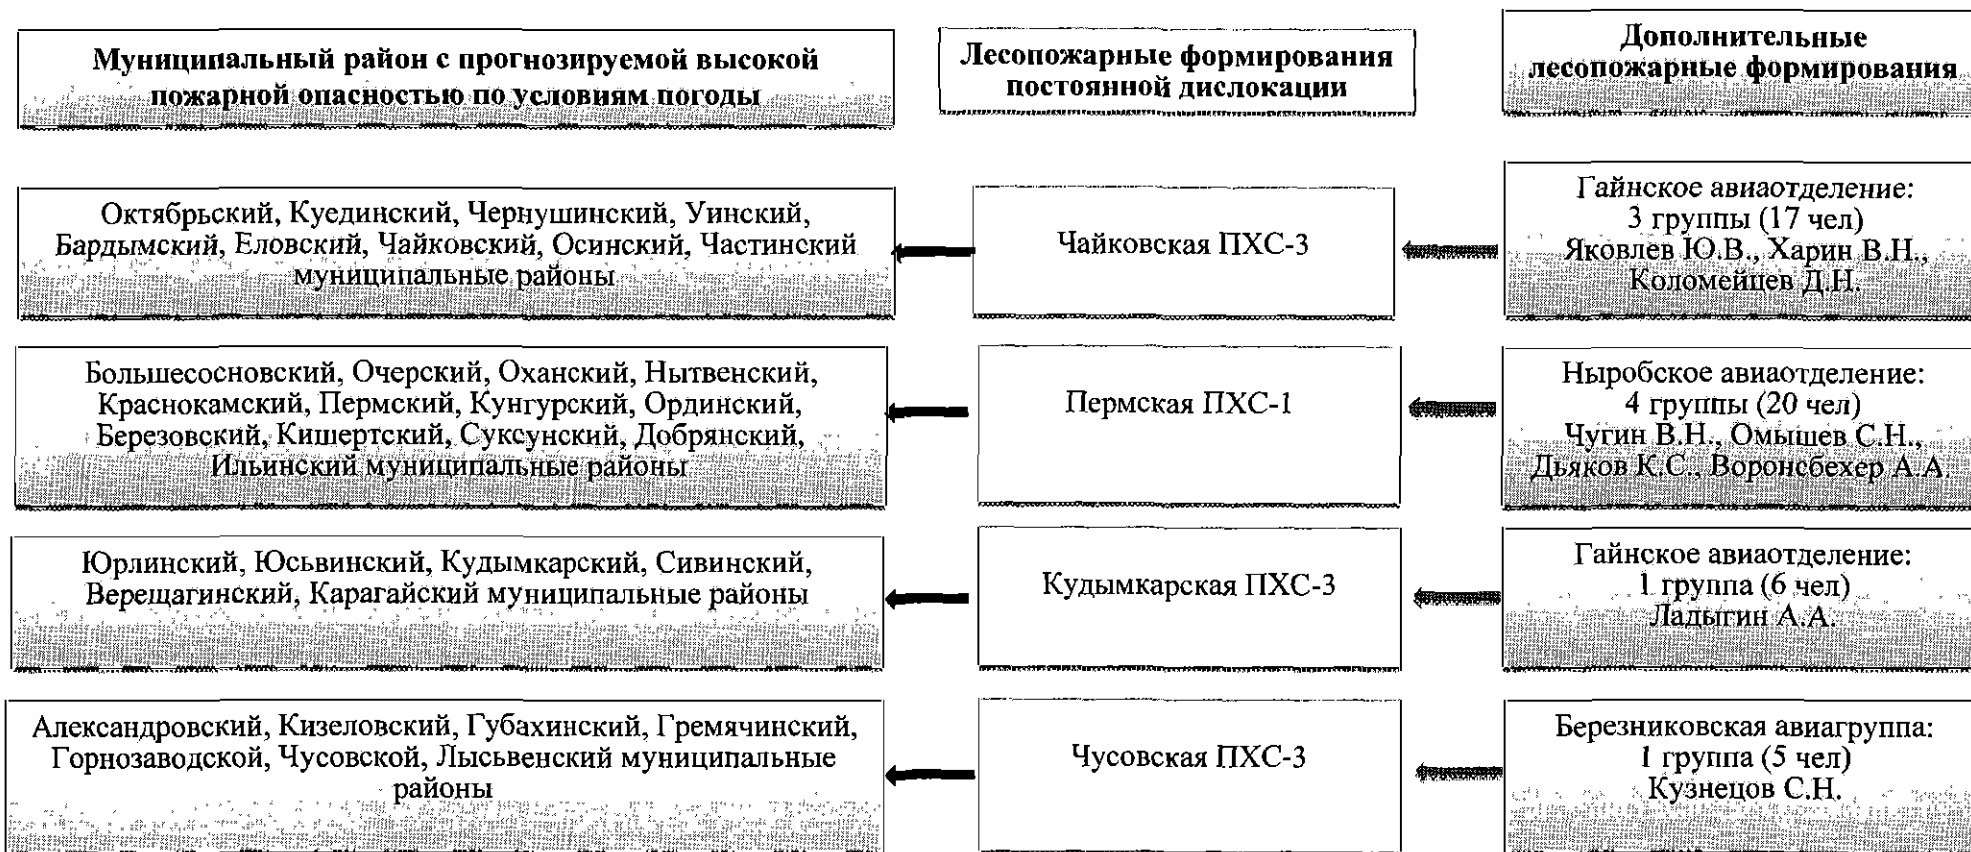 Муниципальный район с прогнозируемой высокой
пожарной опасностью по условиям погоды
Лесопожарные формирования
постоянной дислокации
Дополнительные
лесопожарные формирования
Октябрьский, Куединский, Чернушинский, Уинский,
Бардымский, Еловский, Чайковский, Осинский, Частинский
муниципальные районы
Чайковская ПХС-3
Гайнское авиаотделение:
3 группы (17 чел)
Яковлев Ю.В., Харин В.Н.,
Коломейцев Д.Н.
Большесосновский, Очерский, Оханский, Нытвенский,
Краснокамский, Пермский, Кунгурский, Ординский,
Березовский, Кишертский, Суксунский, Добрянский,
Ильинский муниципальные районы
Пермская ПХС-1
Ныробское авиаотделение:
4 группы (20 чел)
Чугин В.Н., Омышев С.Н.,
Дьяков К.С., Воронсбехер А.А.
Юрлинский, Юсьвинский, Кудымкарский, Сивинский,
Верещагинский, Карагайский муниципальные районы
Кудымкарская ПХС-3
Гайнское авиаотделение:
1 группа (6 чел)
Ладыгин А.А.
Александровский, Кизеловский, Губахинский, Гремячинский,
Горнозаводской, Чусовской, Лысьвенский муниципальные
районы
Чусовская ПХС-3
Березниковская авиагруппа:
1 группа (5 чел)
Кузнецов С.Н.